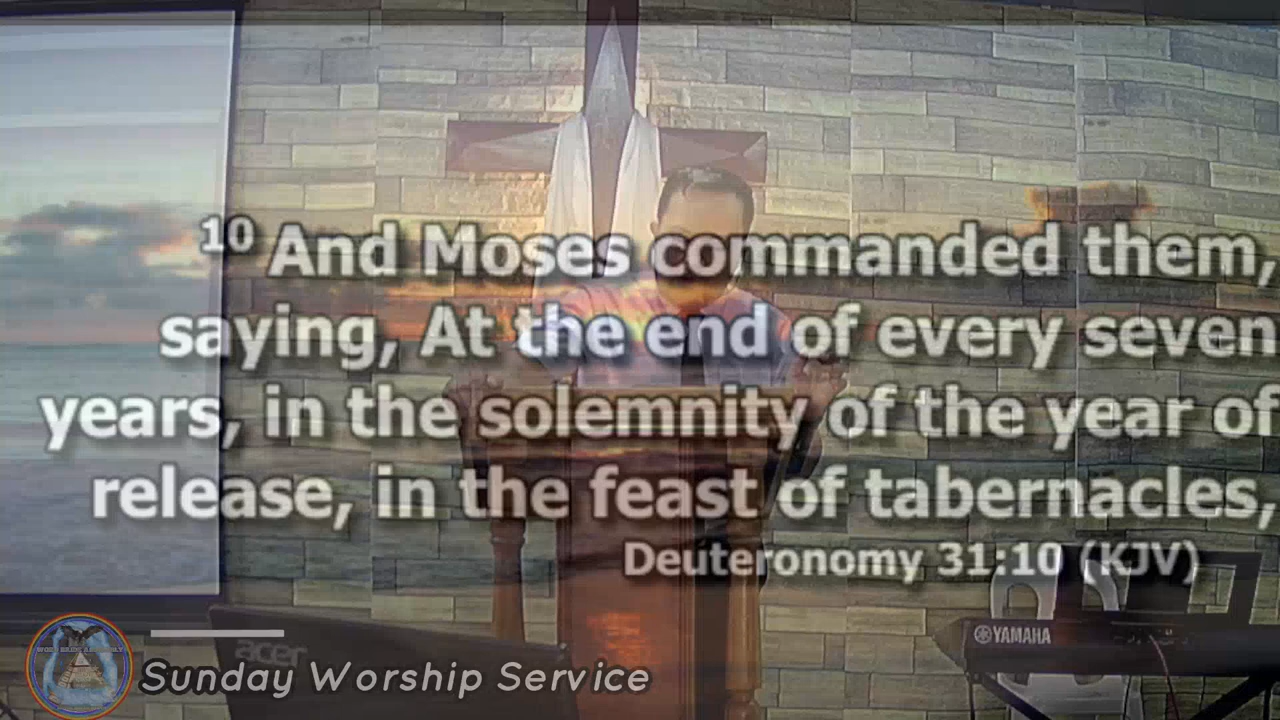 10 And Moses commanded them,
saying, At the end of every seven
years, in the solemnity of the year of
release, in the feast of tabernacles,
Deuteronomy 31:10 (KJV)
YAMAHA
acer
Sunday Worship Service